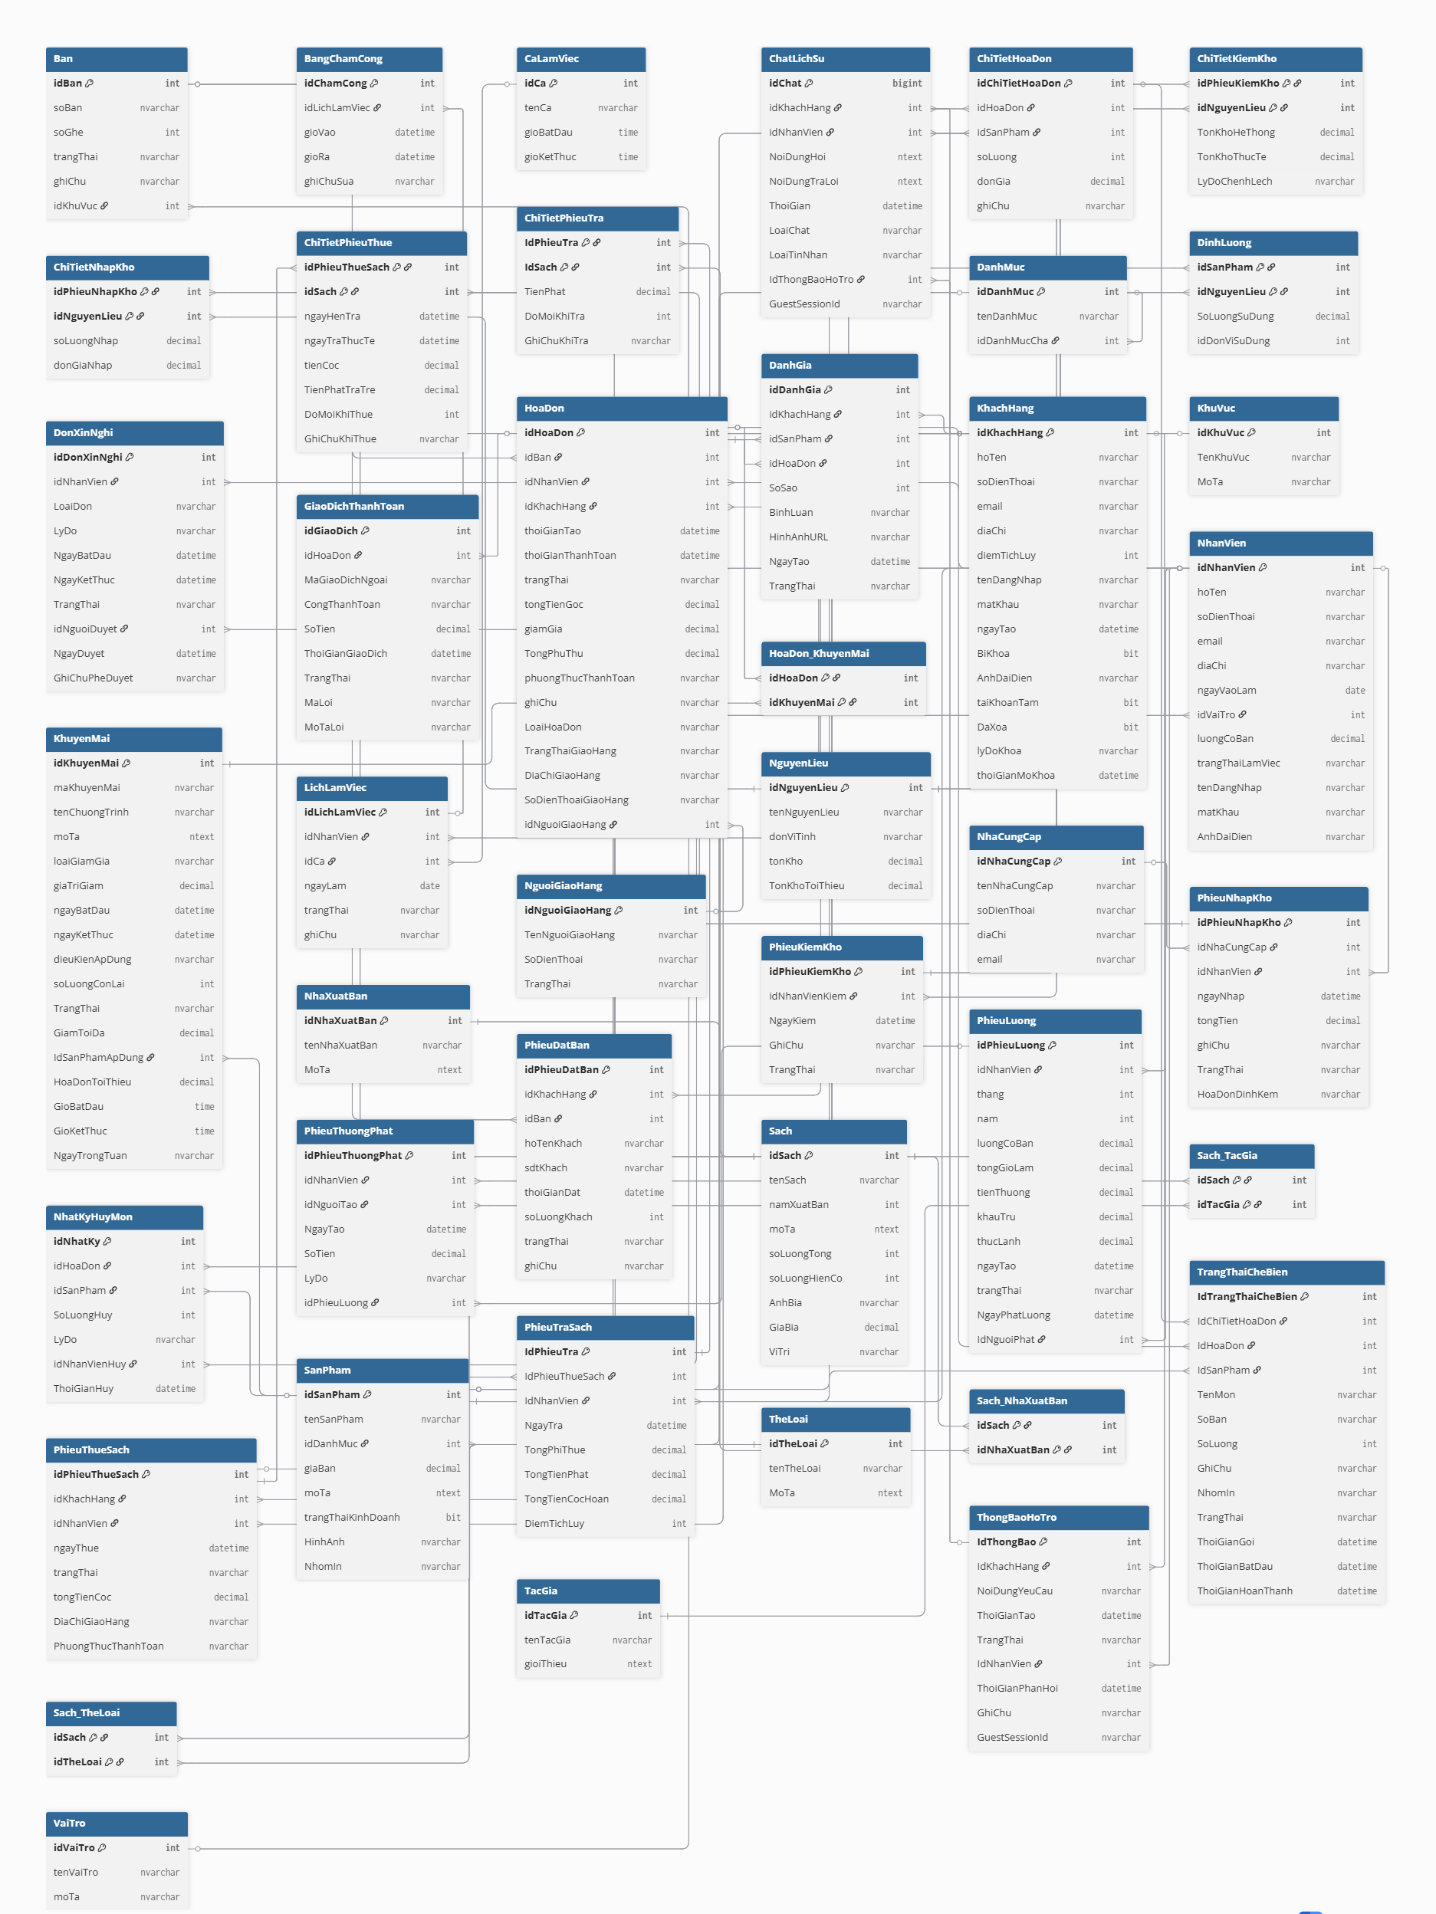 Ban
idBan int
soBan nvarchar
soGhe int
trangThai nvarchar
ghiChu nvarchar
idKhuVuc int
ChiTietNhapKho
idPhieuNhapKho int
idNguyenLieu int
soLuongNhap decimal
donGiaNhap decimal
DonXinNghi
idDonXinNghi int
idNhanVien int
LoaiDon nvarchar
LyDo nvarchar
NgayBatDau datetime
NgayKetThuc datetime
TrangThai nvarchar
idNguoiDuyet int
NgayDuyet datetime
GhiChuPheDuyet nvarchar
KhuyenMai
idKhuyenMai int
maKhuyenMai nvarchar
tenChuongTrinh nvarchar
moTa ntext
loaiGiamGia nvarchar
giaTriGiam decimal
ngayBatDau datetime
ngayKetThuc datetime
dieuKienApDung nvarchar
soLuongConLai int
TrangThai nvarchar
GiamToiDa decimal
IdSanPhamApDung int
HoaDonToiThieu decimal
GioBatDau time
GioKetThuc time
NgayTrongTuan nvarchar
NhatKyHuyMon
idNhatKy int
idHoaDon int
idSanPham int
SoLuongHuy int
LyDo nvarchar
idNhanVienHuy int
ThoiGianHuy datetime
PhieuThueSach
idPhieuThueSach int
idKhachHang int
idNhanVien int
ngayThue datetime
trangThai nvarchar
tongTienCoc decimal
DiaChiGiaoHang nvarchar
PhuongThucThanhToan nvarchar
Sach_TheLoai
idSach int
idTheLoai int
VaiTro
idVaiTro int
tenVaiTro nvarchar
moTa nvarchar
BangChamCong
idChamCong int
idLichLamViec int
gioVao datetime
gioRa datetime
ghiChuSua nvarchar
ChiTietPhieuThue
idPhieuThueSach int
idSach int
ngayHenTra datetime
ngayTraThucTe datetime
tienCoc decimal
TienPhatTraTre decimal
DoMoiKhiThue int
GhiChuKhiThue nvarchar
GiaoDichThanhToan
idGiaoDich int
idHoaDon int
MaGiaoDichNgoai nvarchar
CongThanhToan nvarchar
SoTien decimal
ThoiGianGiaoDich datetime
TrangThai nvarchar
MaLoi nvarchar
MoTaLoi nvarchar
LichLamViec
idLichLamViec int
idNhanVien int
idCa int
ngayLam date
trangThai nvarchar
ghiChu nvarchar
NhaXuatBan
idNhaXuatBan int
tenNhaXuatBan nvarchar
MoTa ntext
PhieuThuongPhat
idPhieuThuongPhat int
idNhanVien int
idNguoiTao int
NgayTao datetime
SoTien decimal
LyDo nvarchar
idPhieuLuong int
SanPham
idSanPham int
tenSanPham nvarchar
idDanhMuc int
giaBan decimal
moTa ntext
trangThaiKinhDoanh bit
HinhAnh nvarchar
NhomIn nvarchar
CaLamViec
idCa int
tenCa nvarchar
gioBatDau time
gioKetThuc time
ChiTietPhieuTra
IdPhieuTra int
IdSach int
TienPhat decimal
DoMoiKhiTra int
GhiChuKhiTra nvarchar
HoaDon
idHoaDon int
idBan int
idNhanVien int
idKhachHang int
thoiGianTao datetime
thoiGianThanhToan datetime
trangThai nvarchar
tongTienGoc decimal
giamGia decimal
TongPhuThu decimal
phuongThucThanhToan nvarchar
ghiChu nvarchar
LoaiHoaDon nvarchar
TrangThaiGiaoHang nvarchar
DiaChiGiaoHang nvarchar
SoDienThoaiGiaoHang nvarchar
idNguoiGiaoHang int
NguoiGiaoHang
idNguoiGiaoHang int
TenNguoiGiaoHang nvarchar
SoDienThoai nvarchar
TrangThai nvarchar
PhieuDatBan
idPhieuDatBan int
idKhachHang int
idBan int
hoTenKhach nvarchar
sdtKhach nvarchar
thoiGianDat datetime
soLuongKhach int
trangThai nvarchar
ghiChu nvarchar
PhieuTraSach
IdPhieuTra int
IdPhieuThueSach int
IdNhanVien int
NgayTra datetime
TongPhiThue decimal
TongTienPhat decimal
TongTienCocHoan decimal
DiemTichLuy int
TacGia
idTacGia int
tenTacGia nvarchar
gioiThieu ntext
ChatLichSu
idChat bigint
idKhachHang int
idNhanVien int
NoiDungHoi ntext
NoiDungTraLoi ntext
ThoiGian datetime
LoaiChat nvarchar
LoaiTinNhan nvarchar
IdThongBaoHoTro int
GuestSessionId nvarchar
DanhGia
idDanhGia int
idKhachHang int
idSanPham int
idHoaDon int
SoSao int
BinhLuan nvarchar
HinhAnhURL nvarchar
NgayTao datetime
TrangThai nvarchar
HoaDon_KhuyenMai
idHoaDon int
idKhuyenMai int
NguyenLieu
idNguyenLieu int
tenNguyenLieu nvarchar
donViTinh nvarchar
tonKho decimal
TonKhoToiThieu decimal
PhieuKiemKho
idPhieuKiemKho int
idNhanVienKiem int
NgayKiem datetime
GhiChu nvarchar
TrangThai nvarchar
Sach
idSach int
tenSach nvarchar
namXuatBan int
moTa ntext
soLuongTong int
soLuongHienCo int
AnhBia nvarchar
GiaBia decimal
ViTri nvarchar
TheLoai
idTheLoai int
tenTheLoai nvarchar
MoTa ntext
ChiTietHoaDon
idChiTietHoaDon int
idHoaDon int
idSanPham int
soLuong int
donGia decimal
ghiChu nvarchar
DanhMuc
idDanhMuc int
tenDanhMuc nvarchar
idDanhMucCha int
KhachHang
idKhachHang int
hoTen nvarchar
soDienThoai nvarchar
email nvarchar
diaChi nvarchar
diemTichLuy int
tenDangNhap nvarchar
matKhau nvarchar
ngayTao datetime
BiKhoa bit
AnhDaiDien nvarchar
taiKhoanTam bit
DaXoa bit
lyDoKhoa nvarchar
thoiGianMoKhoa datetime
NhaCungCap
idNhaCungCap int
tenNhaCungCap nvarchar
soDienThoai nvarchar
diaChi nvarchar
email nvarchar
PhieuLuong
idPhieuLuong int
idNhanVien int
thang int
nam int
luongCoBan decimal
tongGioLam decimal
tienThuong decimal
khauTru decimal
thucLanh decimal
ngayTao datetime
trangThai nvarchar
NgayPhatLuong datetime
IdNguoiPhat int
Sach_NhaXuatBan
idSach int
idNhaXuatBan int
ThongBaoHoTro
IdThongBao int
IdKhachHang int
NoiDungYeuCau nvarchar
ThoiGianTao datetime
TrangThai nvarchar
IdNhanVien int
ThoiGianPhanHoi datetime
GhiChu nvarchar
GuestSessionId nvarchar
ChiTietKiemKho
idPhieuKiemKho int
idNguyenLieu int
TonKhoHeThong decimal
TonKhoThucTe decimal
LyDoChenhLech nvarchar
DinhLuong
idSanPham int
idNguyenLieu int
SoLuongSuDung decimal
idDonViSuDung int
KhuVuc
idKhuVuc int
TenKhuVuc nvarchar
MoTa nvarchar
NhanVien
idNhanVien int
hoTen nvarchar
soDienThoai nvarchar
email nvarchar
diaChi nvarchar
ngayVaoLam date
idVaiTro int
luongCoBan decimal
trangThaiLamViec nvarchar
tenDangNhap nvarchar
matKhau nvarchar
AnhDaiDien nvarchar
PhieuNhapKho
idPhieuNhapKho int
idNhaCungCap int
idNhanVien int
ngayNhap datetime
tongTien decimal
ghiChu nvarchar
TrangThai nvarchar
HoaDonDinhKem nvarchar
Sach_TacGia
idSach int
idTacGia int
TrangThaiCheBien
IdTrangThaiCheBien int
IdChiTietHoaDon int
IdHoaDon int
IdSanPham int
TenMon nvarchar
SoBan nvarchar
SoLuong int
GhiChu nvarchar
NhomIn nvarchar
TrangThai nvarchar
ThoiGianGoi datetime
ThoiGianBatDau datetime
ThoiGianHoanThanh datetime